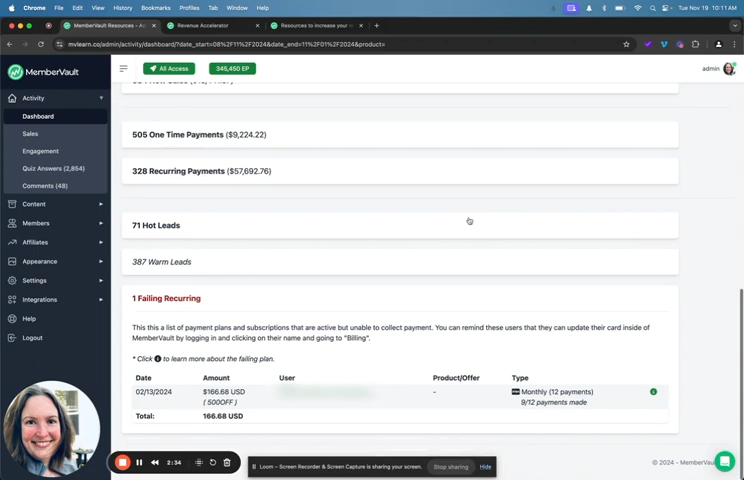 Chrome File Edit View History Bookmarks Profiles Tab Window Help Tue Nov 19 10:11 AM
MemberVault Resources - Ad
Revenue Accelerator
Resources to increase your re
mvlearn.co/admin/activity/dashboard/?date_start=08%2F11%2F2024&date_end=11%2F01%2F2024&product=
MemberVault
All Access
345,450 EP
admin
Activity
Dashboard
Sales
Engagement
Quiz Answers (2,854)
Comments (48)
Content
Members
Affiliates
Appearance
Settings
Integrations
Help
Logout
505 One Time Payments ($9,224.22)
328 Recurring Payments ($57,692.76)
71 Hot Leads
387 Warm Leads
1 Failing Recurring
This this a list of payment plans and subscriptions that are active but unable to collect payment. You can remind these users that they can update their card inside of
MemberVault by logging in and clicking on their name and going to "Billing".
* Click i to learn more about the failing plan.
Date Amount User Product/Offer Type
02/13/2024 $166.68 USD - Monthly (12 payments)
( 500OFF ) 9/12 payments made
Total: 166.68 USD
2:34
Loom – Screen Recorder & Screen Capture is sharing your screen.
Stop sharing
Hide
© 2024 - MemberVau